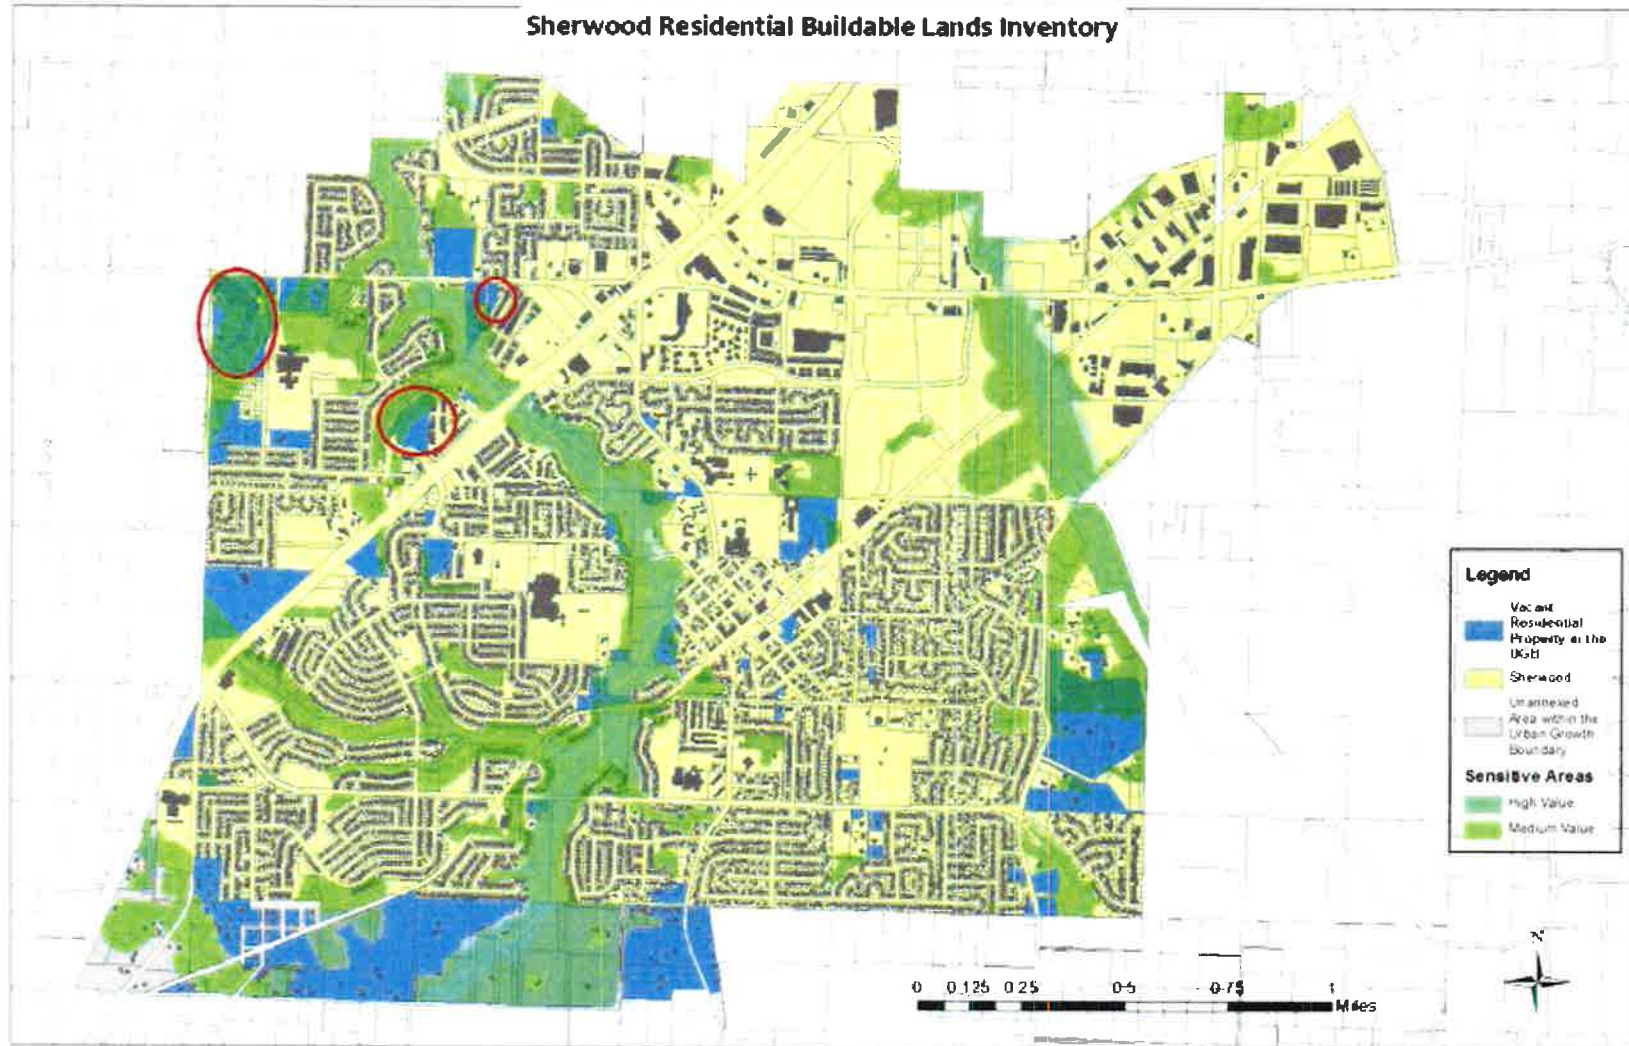 Sherwood Residential Buildable Lands Inventory
Legend
Vacant
Residential
Property in the
UGB
Sherwood
Unannexed
Area within the
Urban Growth
Boundary
Sensitive Areas
High Value
Medium Value
N
0 0.125 0.25 0.5 0.75 1
Miles